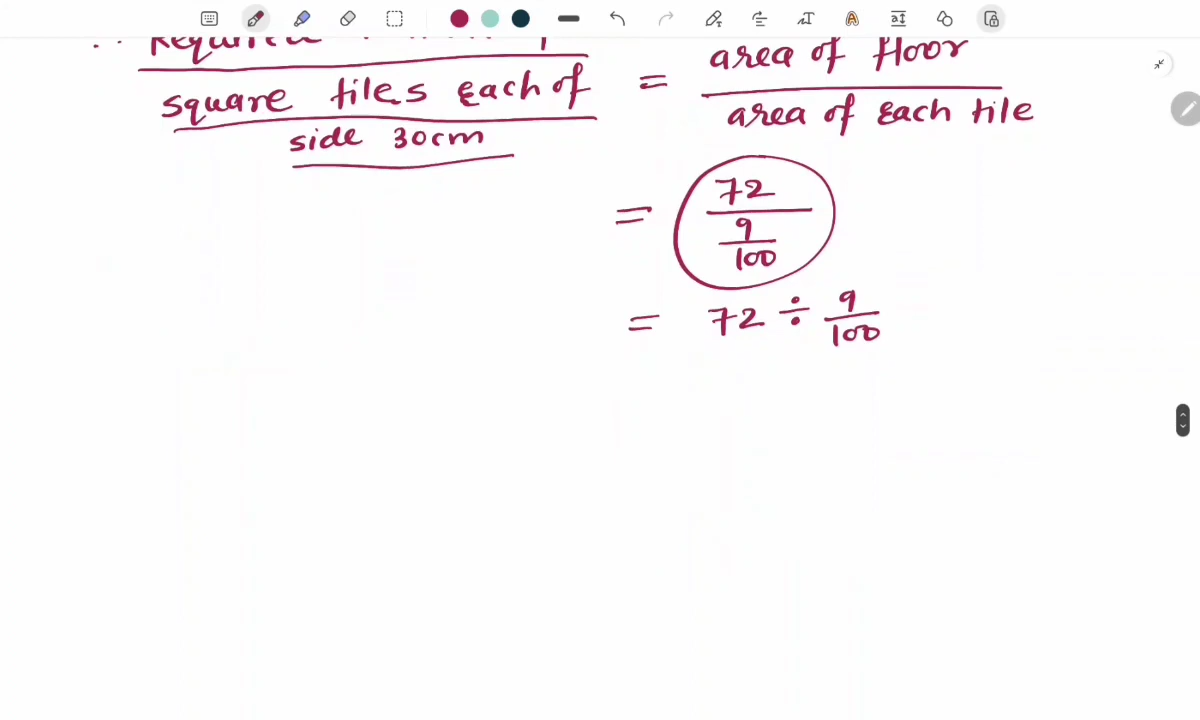 area of floor
square tiles each of = area of each tile
side 30cm
= 72
9
100
= 72 ÷ 9/100